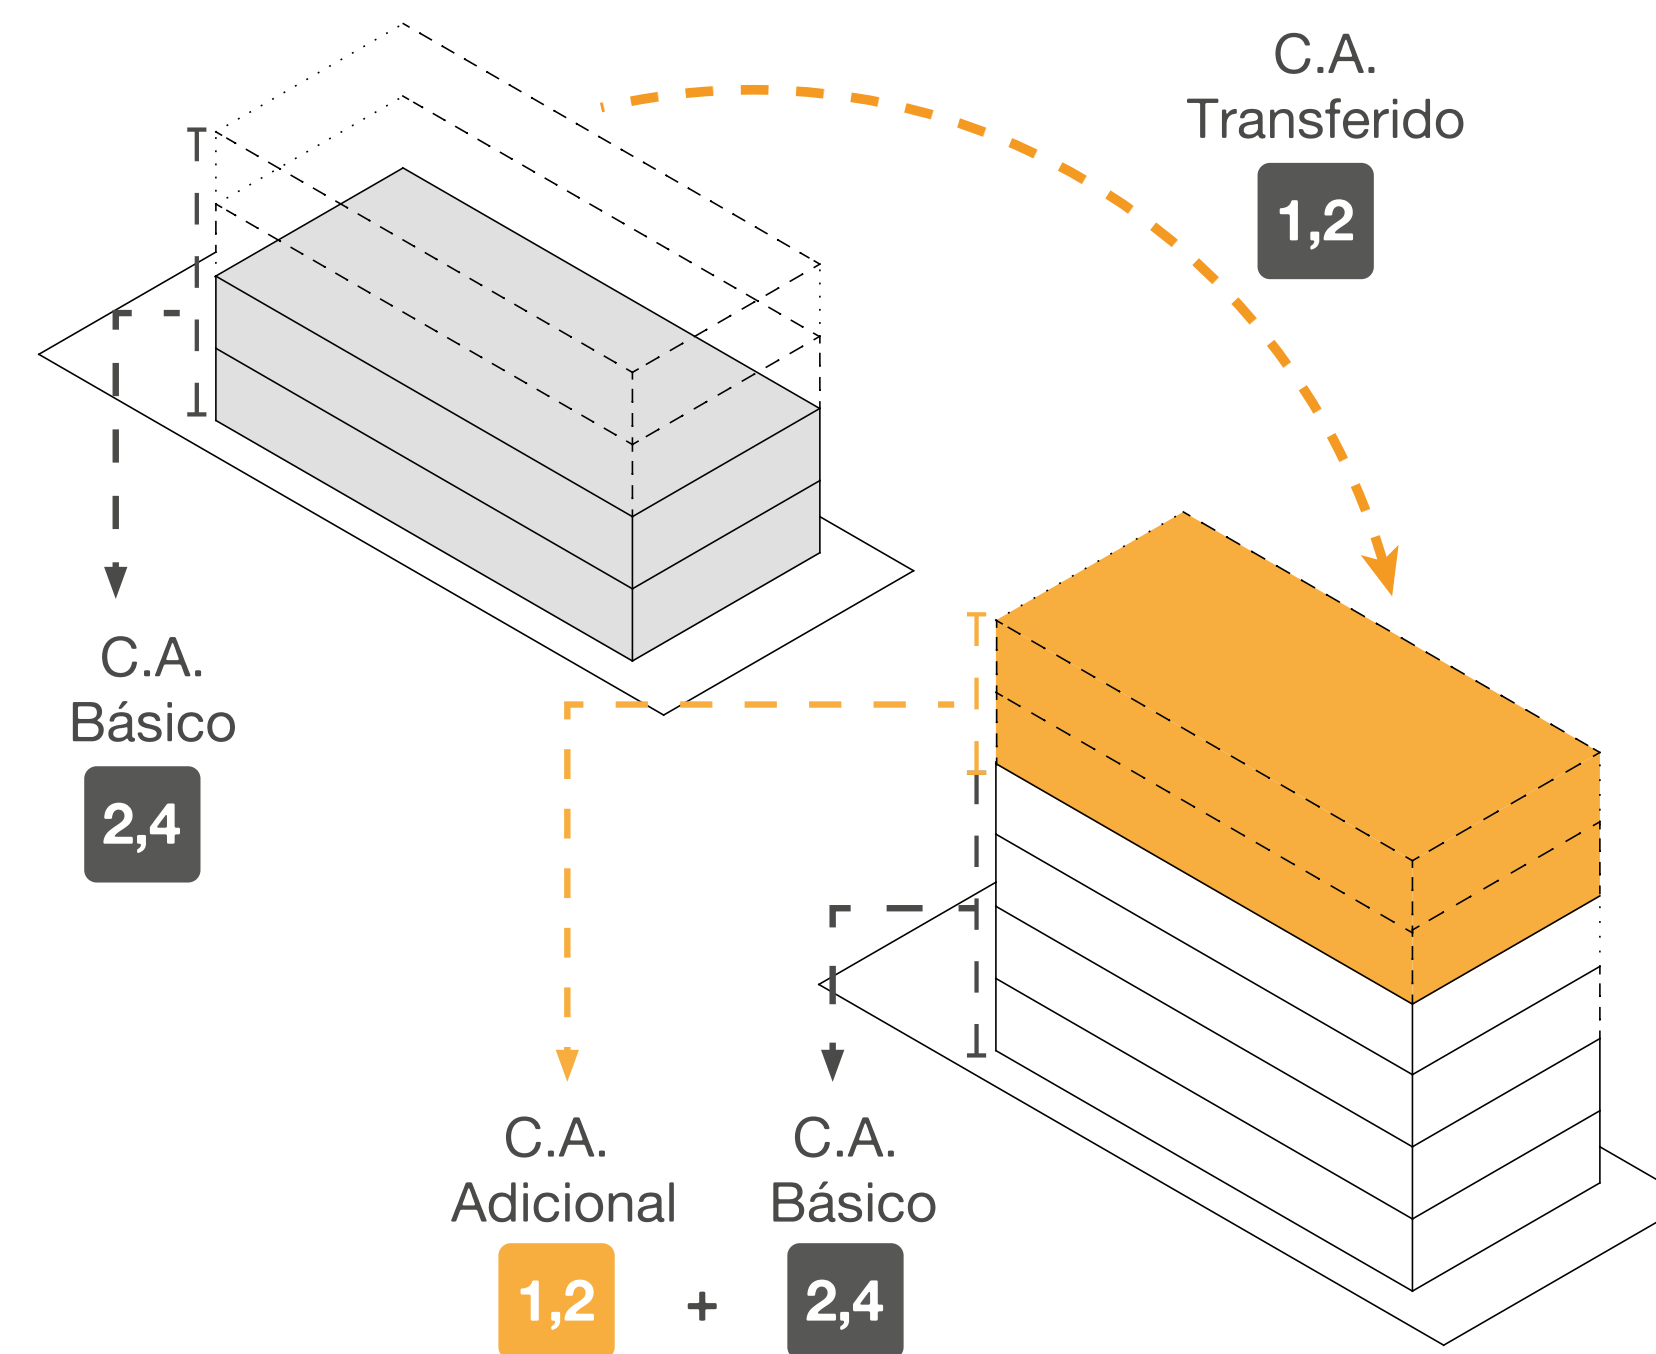 C.A.
Transferido
1,2
C.A.
Básico
2,4
C.A.
Adicional
1,2
+
C.A.
Básico
2,4